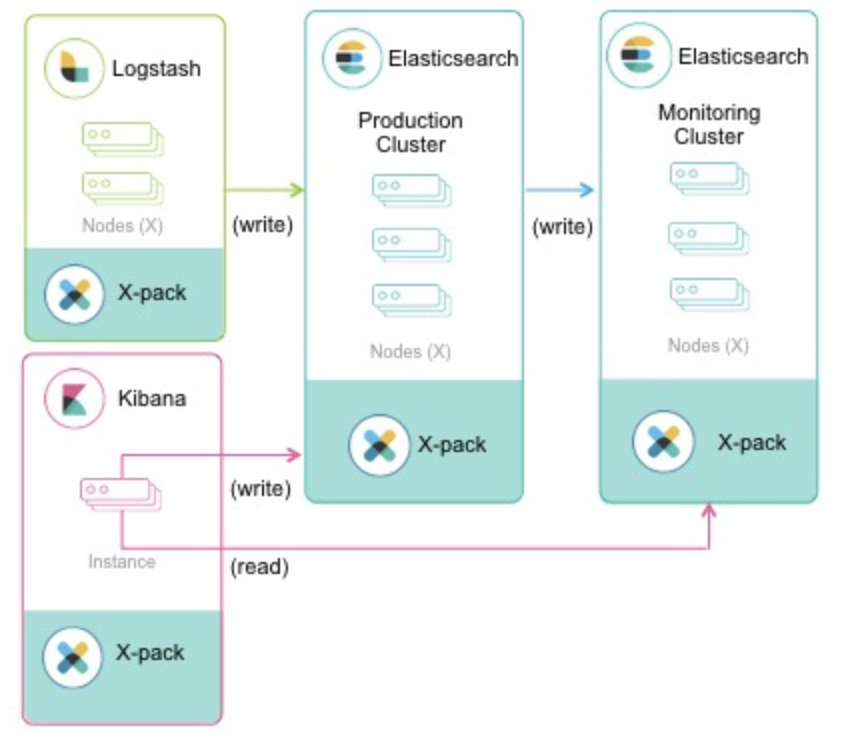 Logstash
Nodes (X)
X-pack
(write)
Elasticsearch
Production
Cluster
Nodes (X)
X-pack
(write)
Elasticsearch
Monitoring
Cluster
Nodes (X)
X-pack
Kibana
Instance
X-pack
(write)
(read)